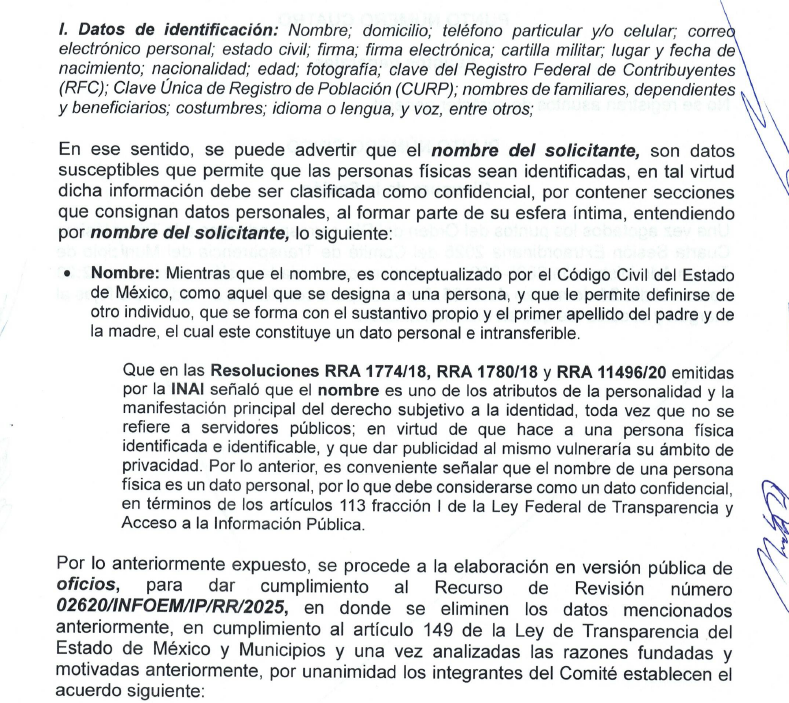 I. Datos de identificación: Nombre; domicilio; teléfono particular y/o celular; correo
electrónico personal; estado civil; firma; firma electrónica; cartilla militar; lugar y fecha de
nacimiento; nacionalidad; edad; fotografía; clave del Registro Federal de Contribuyentes
(RFC); Clave Única de Registro de Población (CURP); nombres de familiares, dependientes
y beneficiarios; costumbres; idioma o lengua, y voz, entre otros;
En ese sentido, se puede advertir que el nombre del solicitante, son datos
susceptibles que permite que las personas físicas sean identificadas, en tal virtud
dicha información debe ser clasificada como confidencial, por contener secciones
que consignan datos personales, al formar parte de su esfera íntima, entendiendo
por nombre del solicitante, lo siguiente:
• Nombre: Mientras que el nombre, es conceptualizado por el Código Civil del Estado
de México, como aquel que se designa a una persona, y que le permite definirse de
otro individuo, que se forma con el sustantivo propio y el primer apellido del padre y de
la madre, el cual este constituye un dato personal e intransferible.
Que en las Resoluciones RRA 1774/18, RRA 1780/18 y RRA 11496/20 emitidas
por la INAI señaló que el nombre es uno de los atributos de la personalidad y la
manifestación principal del derecho subjetivo a la identidad, toda vez que no se
refiere a servidores públicos; en virtud de que hace a una persona física
identificada e identificable, y que dar publicidad al mismo vulneraría su ámbito de
privacidad. Por lo anterior, es conveniente señalar que el nombre de una persona
física es un dato personal, por lo que debe considerarse como un dato confidencial,
en términos de los artículos 113 fracción I de la Ley Federal de Transparencia y
Acceso a la Información Pública.
Por lo anteriormente expuesto, se procede a la elaboración en versión pública de
oficios, para dar cumplimiento al Recurso de Revisión número
02620/INFOEM/IP/RR/2025, en donde se eliminen los datos mencionados
anteriormente, en cumplimiento al artículo 149 de la Ley de Transparencia del
Estado de México y Municipios y una vez analizadas las razones fundadas y
motivadas anteriormente, por unanimidad los integrantes del Comité establecen el
acuerdo siguiente: